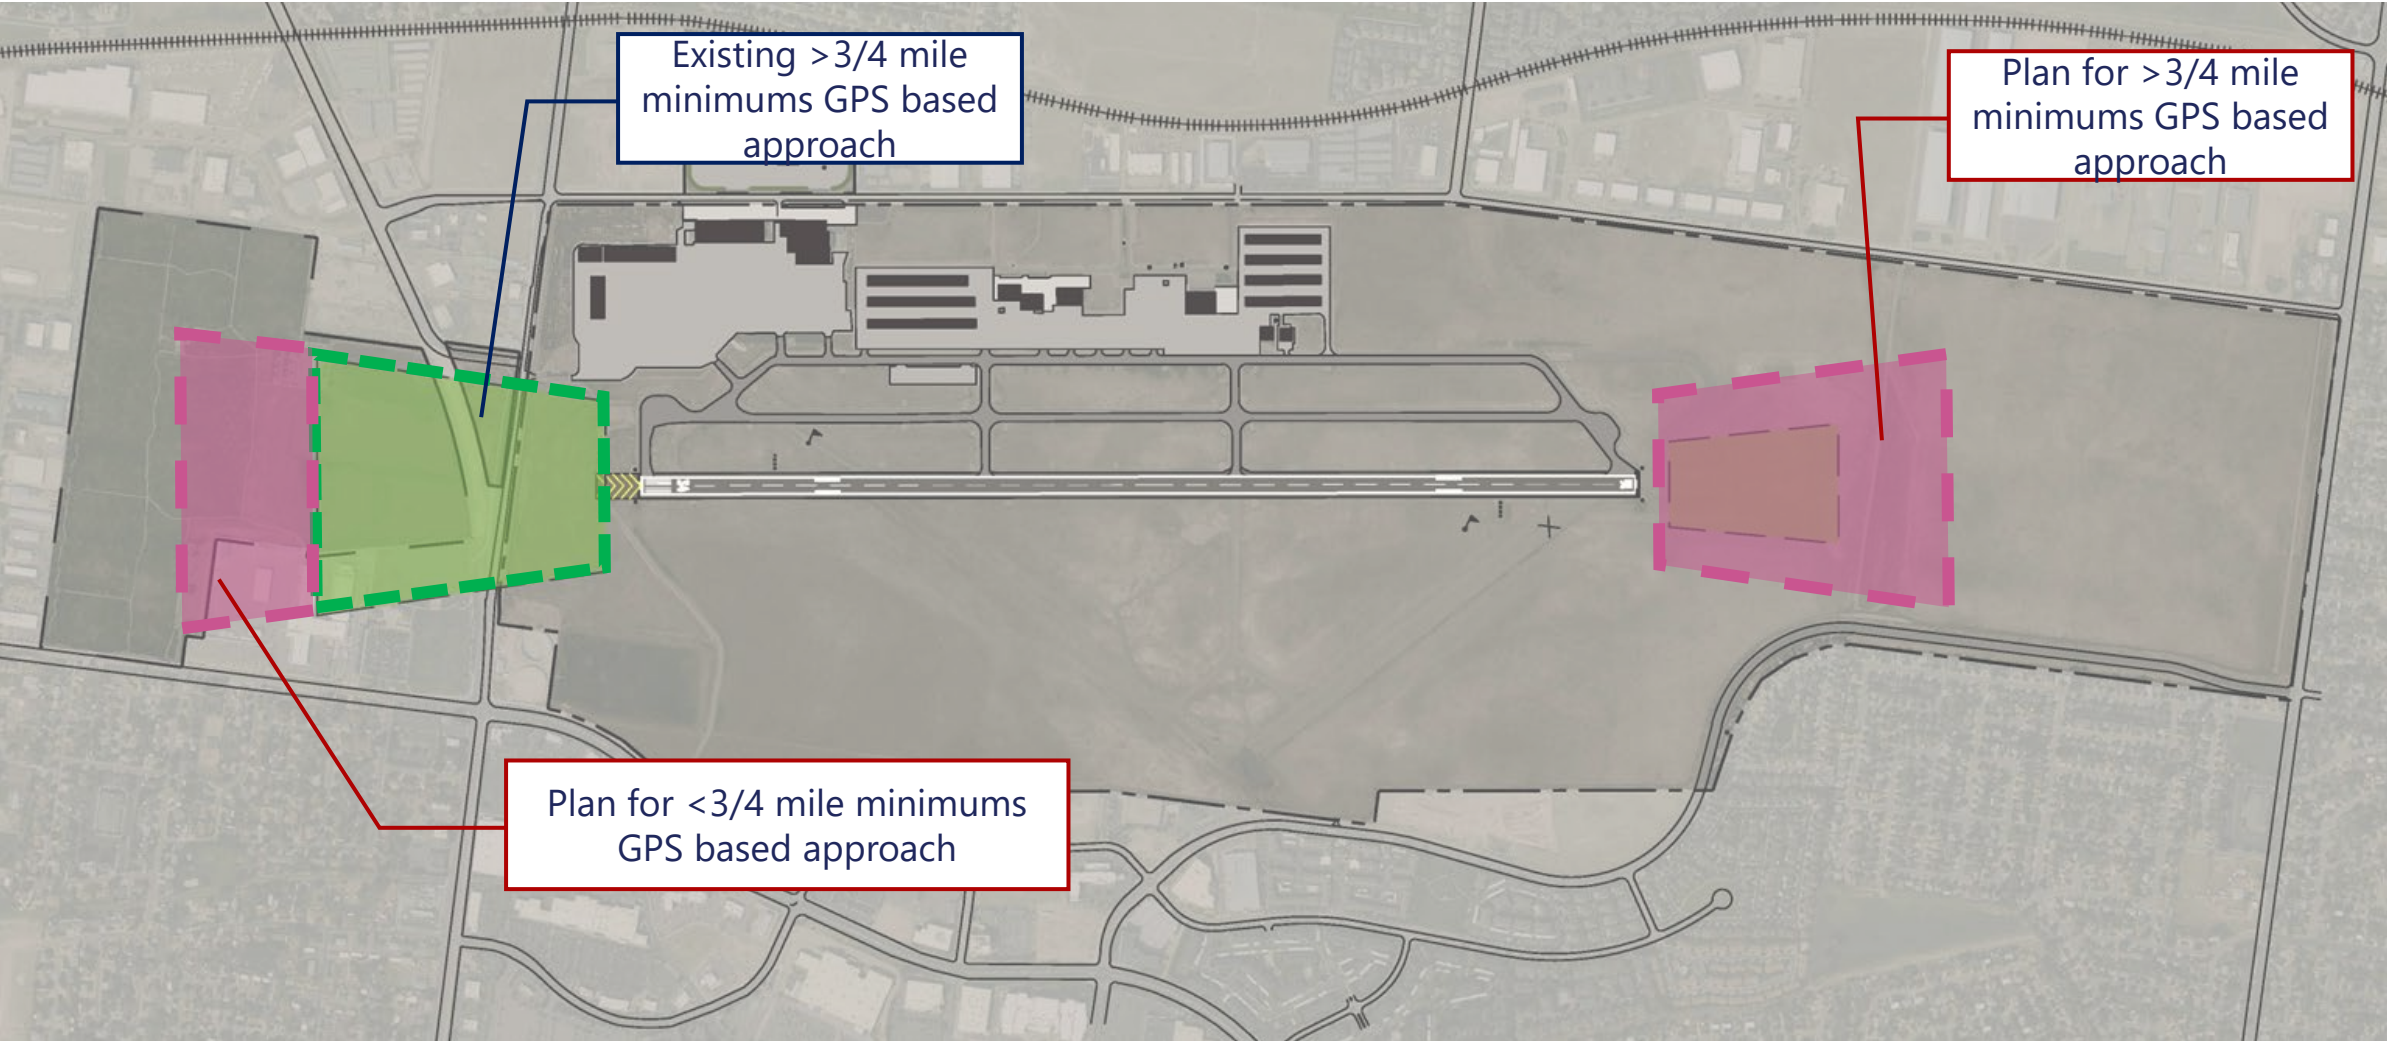 Existing >3/4 mile
minimums GPS based
approach
Plan for >3/4 mile
minimums GPS based
approach
Plan for <3/4 mile minimums
GPS based approach